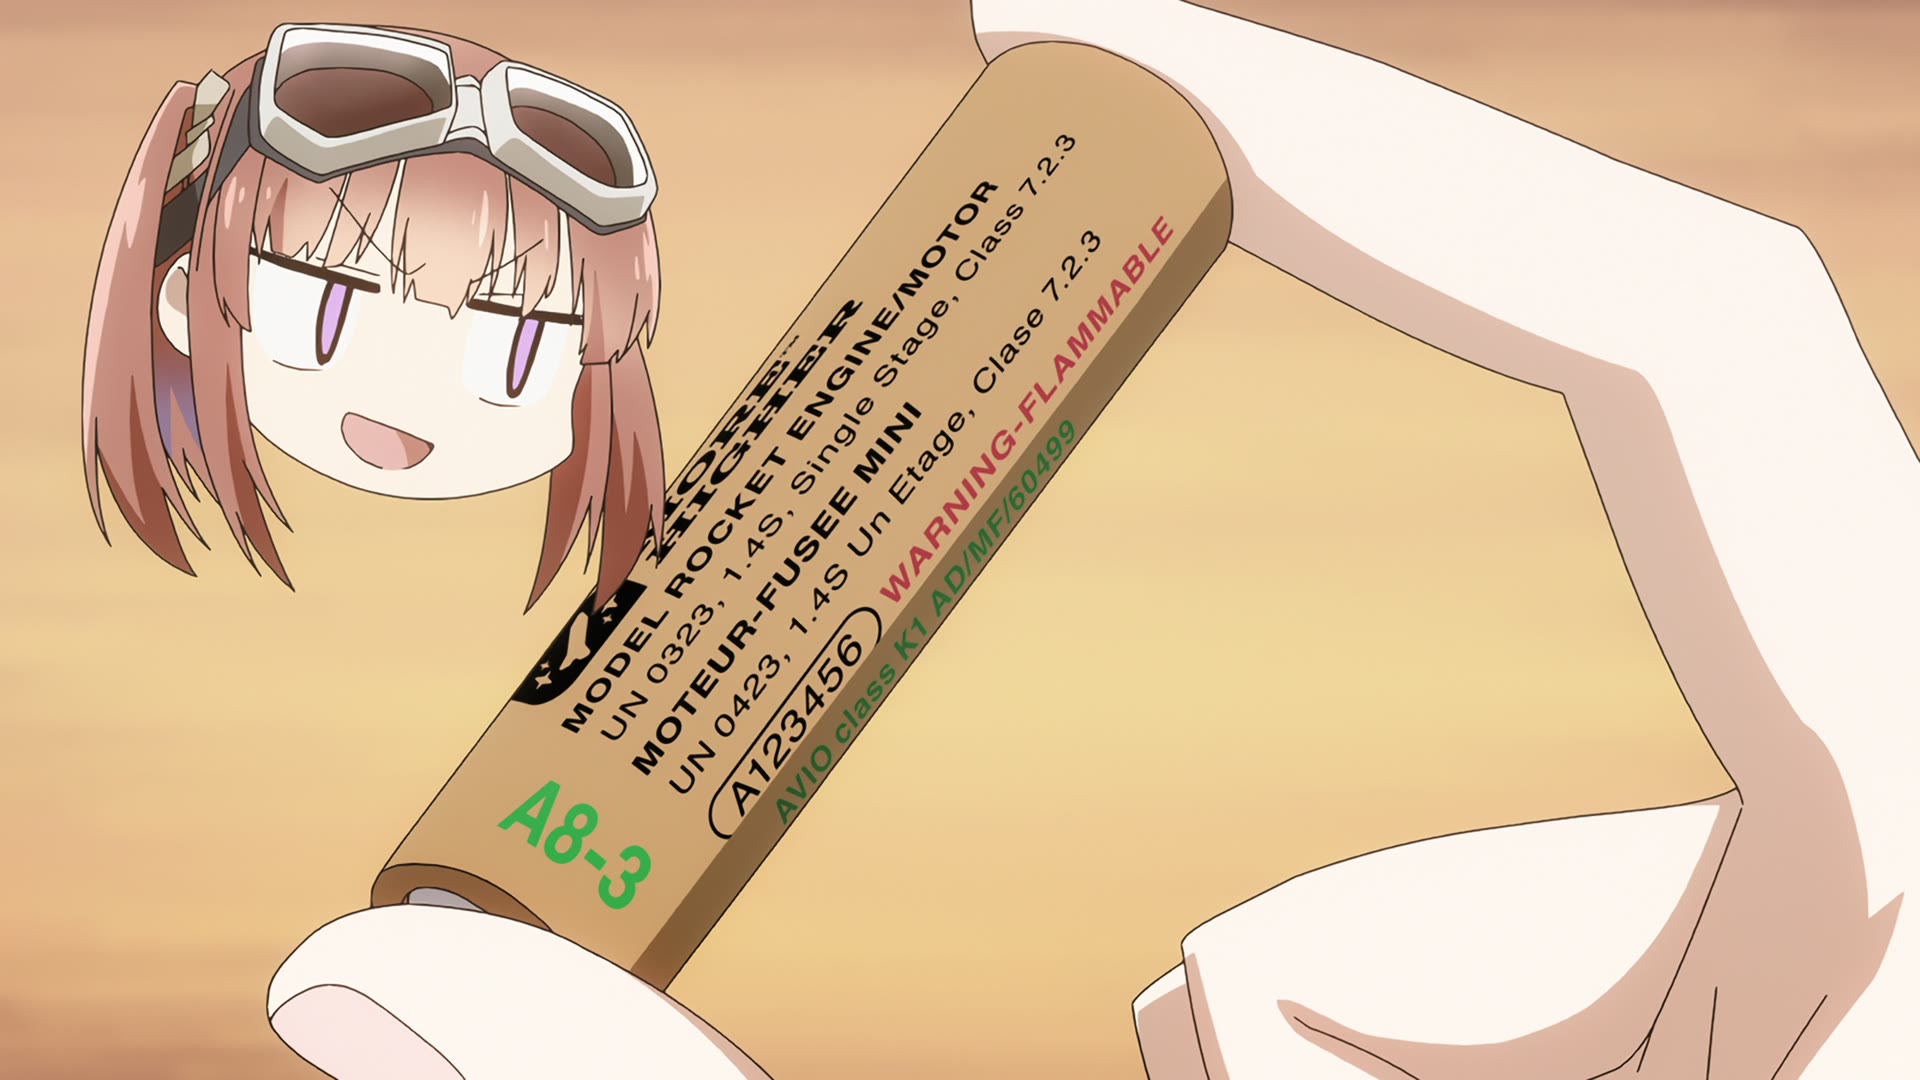 MORE™
HIGHER
MODEL ROCKET ENGINE/MOTOR
UN 0323, 1.4S, Single Stage, Class 7.2.3
MOTEUR-FUSEE MINI
UN 0423, 1.4S Un Etage, Clase 7.2.3
A123456 WARNING-FLAMMABLE
AVIO class K1 AD/MF/60499
A8-3